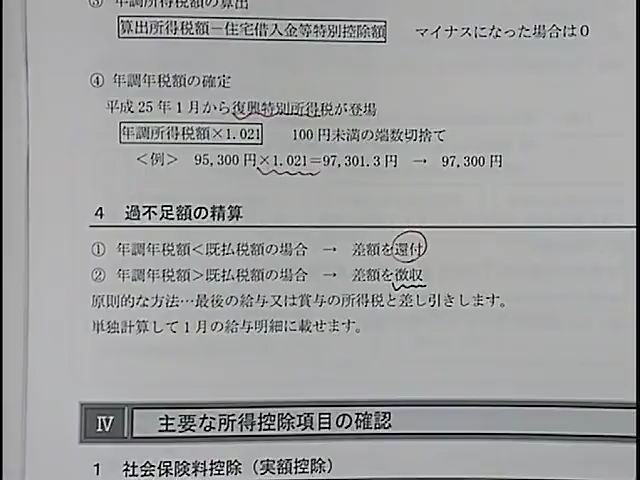 ③ 年調所得税額の算出
算出所得税額－住宅借入金等特別控除額 マイナスになった場合は0
④ 年調年税額の確定
平成25年1月から復興特別所得税が登場
年調所得税額×1.021 100円未満の端数切捨て
＜例＞ 95,300円×1.021＝97,301.3円 → 97,300円
4 過不足額の精算
① 年調年税額＜既払税額の場合 → 差額を還付
② 年調年税額＞既払税額の場合 → 差額を徴収
原則的な方法…最後の給与又は賞与の所得税と差し引きします。
単独計算して1月の給与明細に載せます。
Ⅳ 主要な所得控除項目の確認
1 社会保険料控除（実額控除）